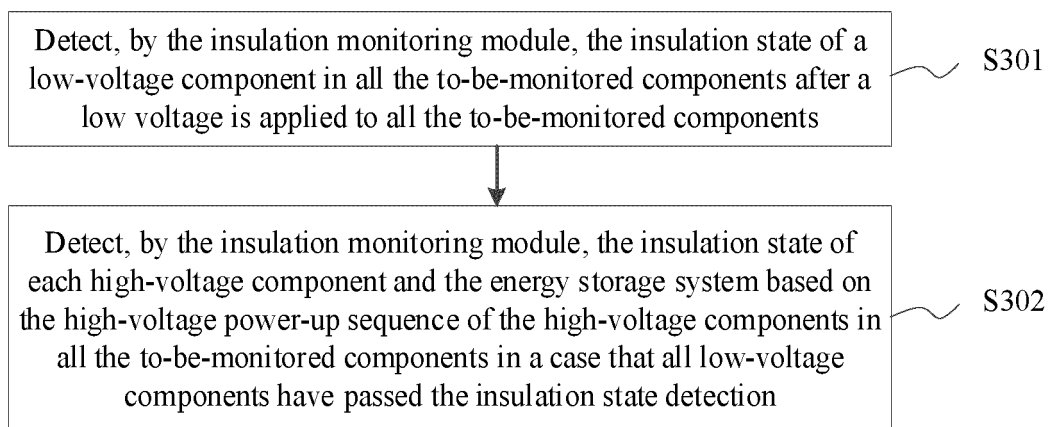 Detect, by the insulation monitoring module, the insulation state of a
low-voltage component in all the to-be-monitored components after a
low voltage is applied to all the to-be-monitored components
S301
Detect, by the insulation monitoring module, the insulation state of
each high-voltage component and the energy storage system based on
the high-voltage power-up sequence of the high-voltage components in
all the to-be-monitored components in a case that all low-voltage
components have passed the insulation state detection
S302